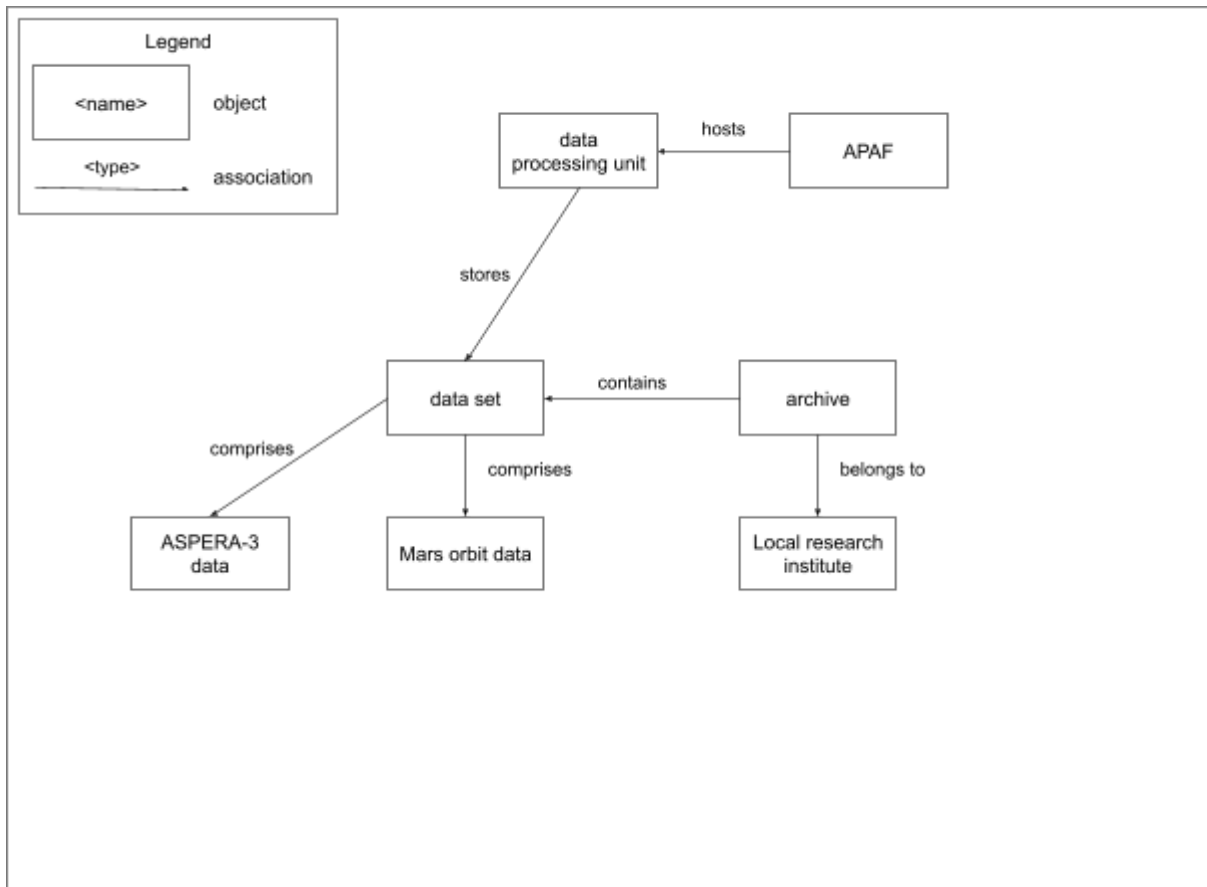 Legend
<name>
object
<type>
association
data
processing unit
hosts
APAF
stores
data set
contains
archive
comprises
comprises
belongs to
ASPERA-3
data
Mars orbit data
Local research
institute